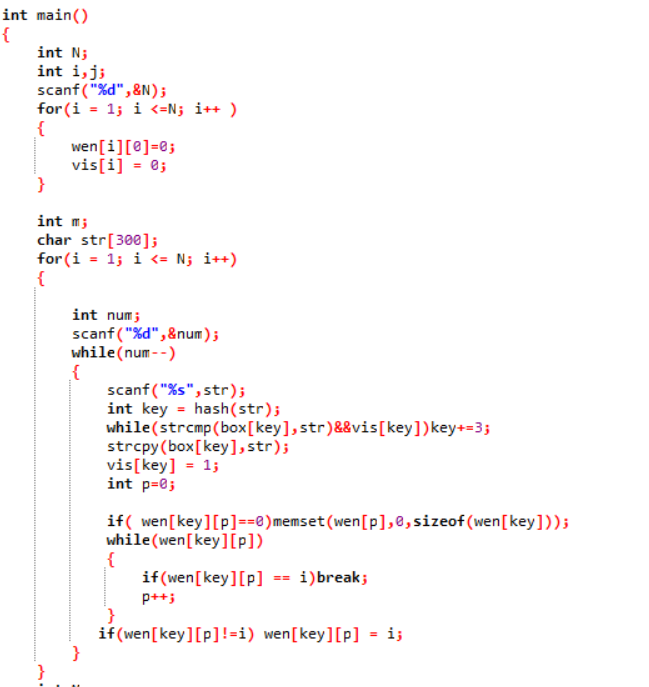 int main()
{
int N;
int i,j;
scanf("%d",&N);
for(i = 1; i <=N; i++ )
{
wen[i][0]=0;
vis[i] = 0;
}
int m;
char str[300];
for(i = 1; i <= N; i++)
{
int num;
scanf("%d",&num);
while(num--)
{
scanf("%s",str);
int key = hash(str);
while(strcmp(box[key],str)&&vis[key])key+=3;
strcpy(box[key],str);
vis[key] = 1;
int p=0;
if( wen[key][p]==0)memset(wen[p],0,sizeof(wen[key]));
while(wen[key][p])
{
if(wen[key][p] == i)break;
p++;
}
if(wen[key][p]!=i) wen[key][p] = i;
}
}